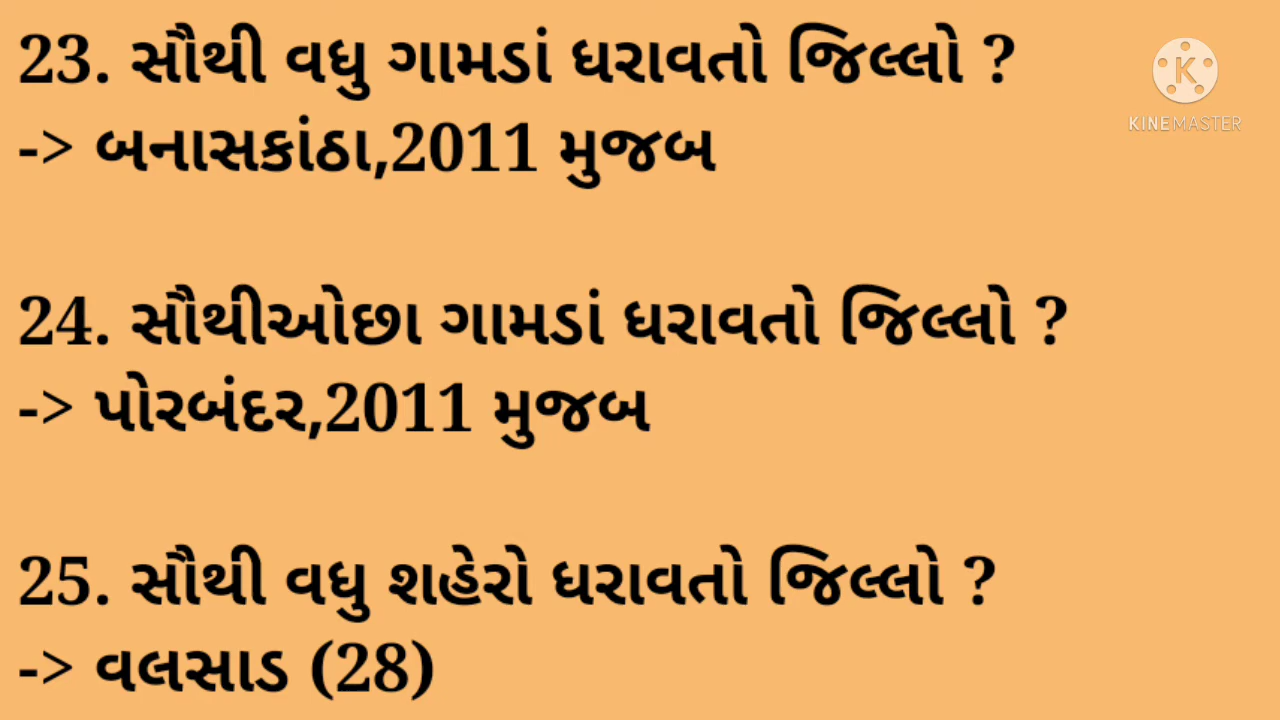 23. સૌથી વધુ ગામડાં ધરાવતો જિલ્લો ?
-> બનાસકાંઠા,2011 મુજબ
24. સૌથીઓછા ગામડાં ધરાવતો જિલ્લો ?
-> પોરબંદર,2011 મુજબ
25. સૌથી વધુ શહેરો ધરાવતો જિલ્લો ?
-> વલસાડ (28)
K
KINEMASTER